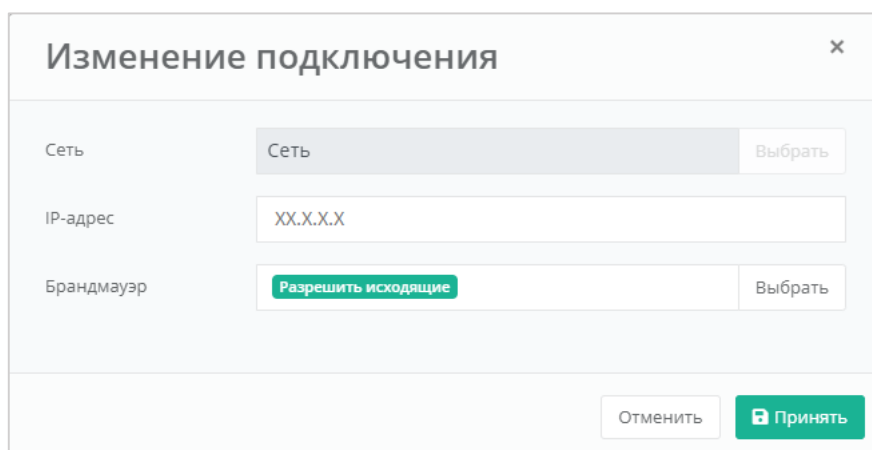 Изменение подключения ×
Сеть Сеть Выбрать
IP-адрес XX.X.X.X
Брандмауэр Разрешить исходящие Выбрать
Отменить Принять